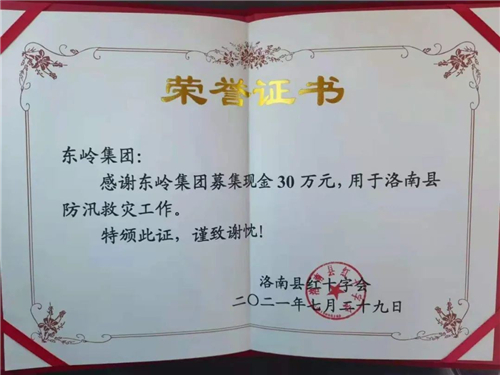 荣誉证书
东岭集团：
感谢东岭集团募集现金30万元，用于洛南县
防汛救灾工作。
特颁此证，谨致谢忱！
洛南县红十字会
二〇二一年七月二十九日